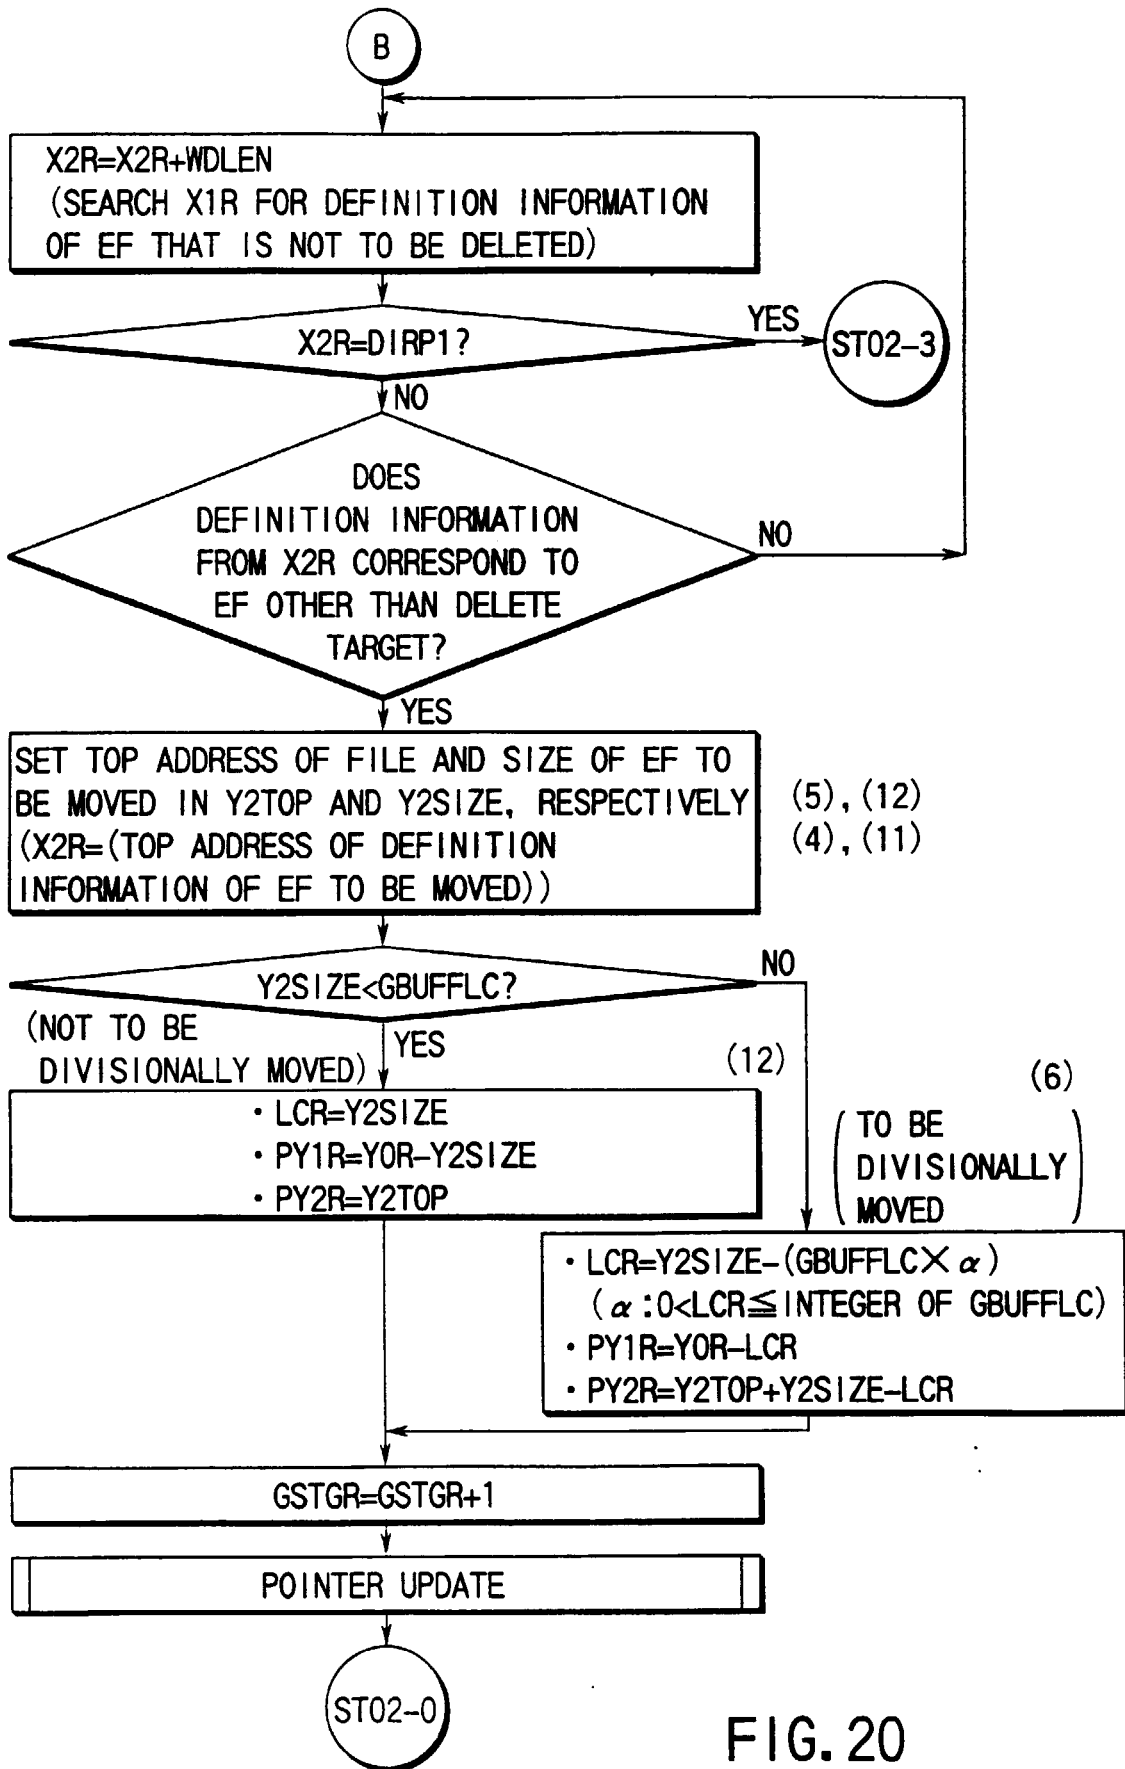 B
X2R=X2R+WDLEN
(SEARCH X1R FOR DEFINITION INFORMATION
OF EF THAT IS NOT TO BE DELETED)
X2R=DIRP1?
YES
ST02-3
NO
DOES
DEFINITION INFORMATION
FROM X2R CORRESPOND TO
EF OTHER THAN DELETE
TARGET?
NO
YES
SET TOP ADDRESS OF FILE AND SIZE OF EF TO
BE MOVED IN Y2TOP AND Y2SIZE, RESPECTIVELY
(X2R=(TOP ADDRESS OF DEFINITION
INFORMATION OF EF TO BE MOVED))
(5),(12)
(4),(11)
Y2SIZE<GBUFFLC?
NO
(NOT TO BE
DIVISIONALLY MOVED)
YES
(12)
(6)
・LCR=Y2SIZE
・PY1R=Y0R-Y2SIZE
・PY2R=Y2TOP
(TO BE
DIVISIONALLY
MOVED)
・LCR=Y2SIZE-(GBUFFLC×α)
(α:0<LCR≦INTEGER OF GBUFFLC)
・PY1R=Y0R-LCR
・PY2R=Y2TOP+Y2SIZE-LCR
GSTGR=GSTGR+1
POINTER UPDATE
ST02-0
FIG. 20